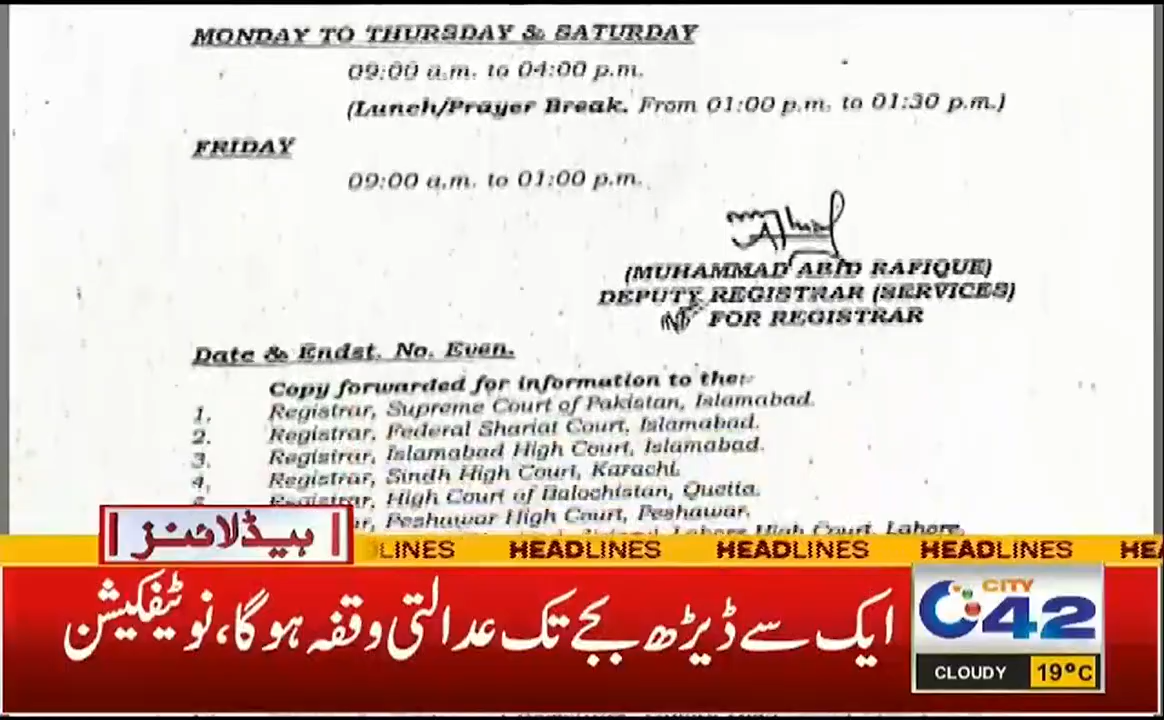 MONDAY TO THURSDAY & SATURDAY
09:00 a.m. to 04:00 p.m.
(Lunch/Prayer Break. From 01:00 p.m. to 01:30 p.m.)
FRIDAY
09:00 a.m. to 01:00 p.m.
(MUHAMMAD ABID RAFIQUE)
DEPUTY REGISTRAR (SERVICES)
FOR REGISTRAR
Date & Endst. No. Even.
Copy forwarded for information to the:-
1. Registrar, Supreme Court of Pakistan, Islamabad.
2. Registrar, Federal Shariat Court, Islamabad.
3. Registrar, Islamabad High Court, Islamabad.
4. Registrar, Sindh High Court, Karachi.
Registrar, High Court of Balochistan, Quetta.
Peshawar High Court, Peshawar.
Lahore High Court, Lahore.
ہیڈلائنز
LINES HEADLINES HEADLINES HEADLINES HE
ایک سے ڈیڑھ بجے تک عدالتی وقفہ ہوگا، نوٹیفکیشن
CITY
42
CLOUDY 19°C